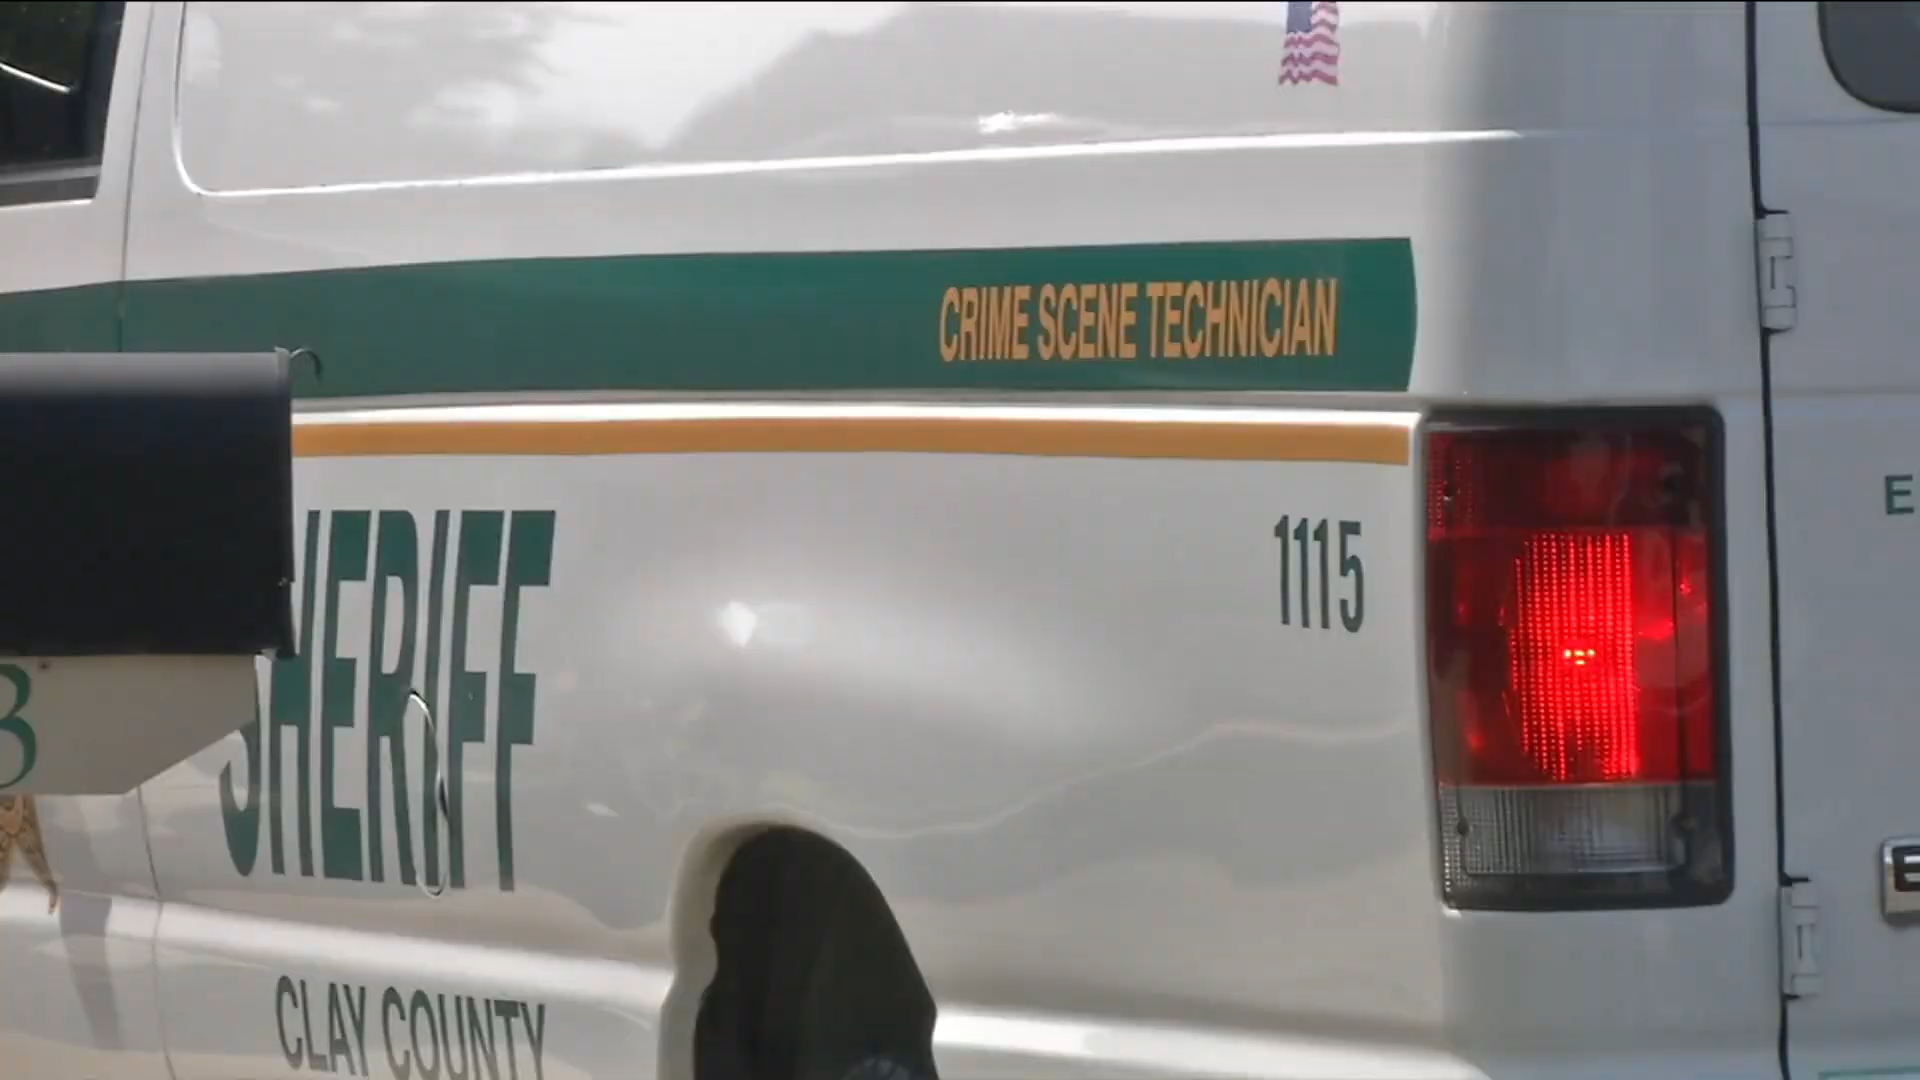 CRIME SCENE TECHNICIAN
1115
SHERIFF
CLAY COUNTY
E
B
E